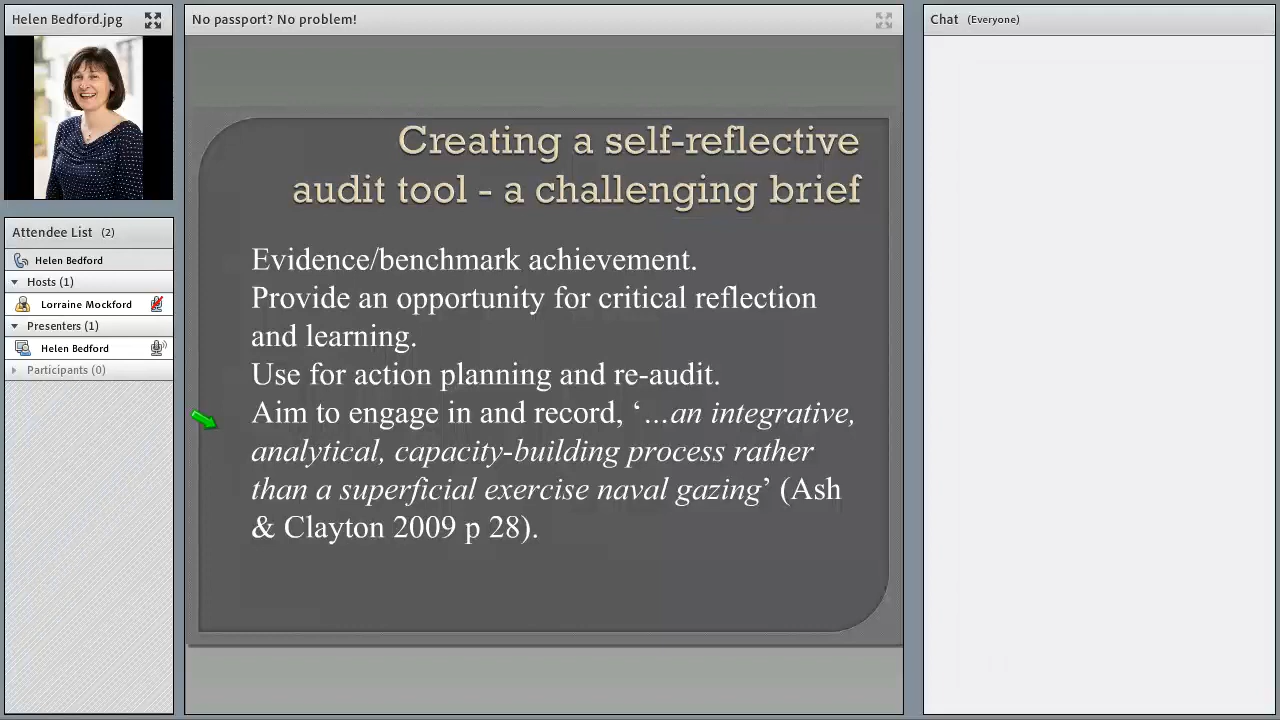 Helen Bedford.jpg
Attendee List (2)
Helen Bedford
Hosts (1)
Lorraine Mockford
Presenters (1)
Helen Bedford
Participants (0)
No passport? No problem!
Creating a self-reflective
audit tool - a challenging brief
Evidence/benchmark achievement.
Provide an opportunity for critical reflection
and learning.
Use for action planning and re-audit.
Aim to engage in and record, ‘…an integrative,
analytical, capacity-building process rather
than a superficial exercise naval gazing’ (Ash
& Clayton 2009 p 28).
Chat (Everyone)